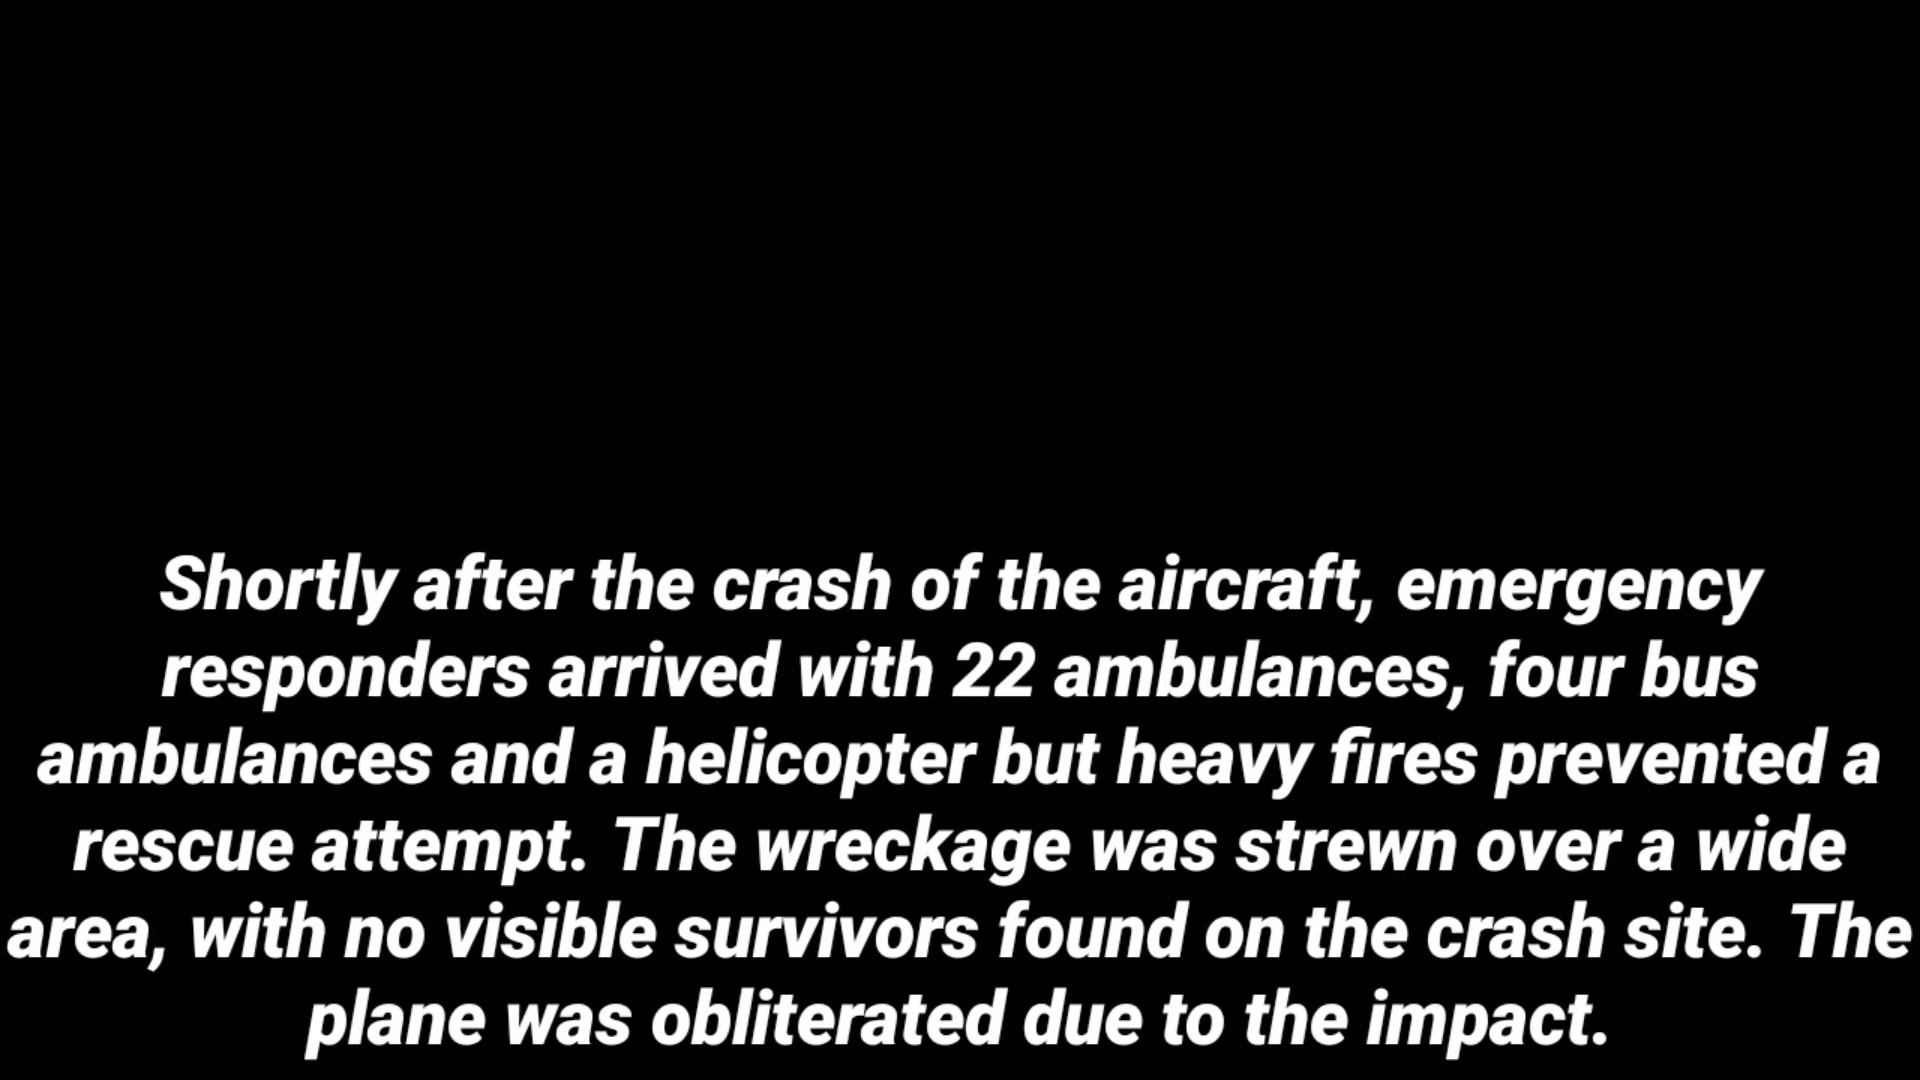 Shortly after the crash of the aircraft, emergency
responders arrived with 22 ambulances, four bus
ambulances and a helicopter but heavy fires prevented a
rescue attempt. The wreckage was strewn over a wide
area, with no visible survivors found on the crash site. The
plane was obliterated due to the impact.